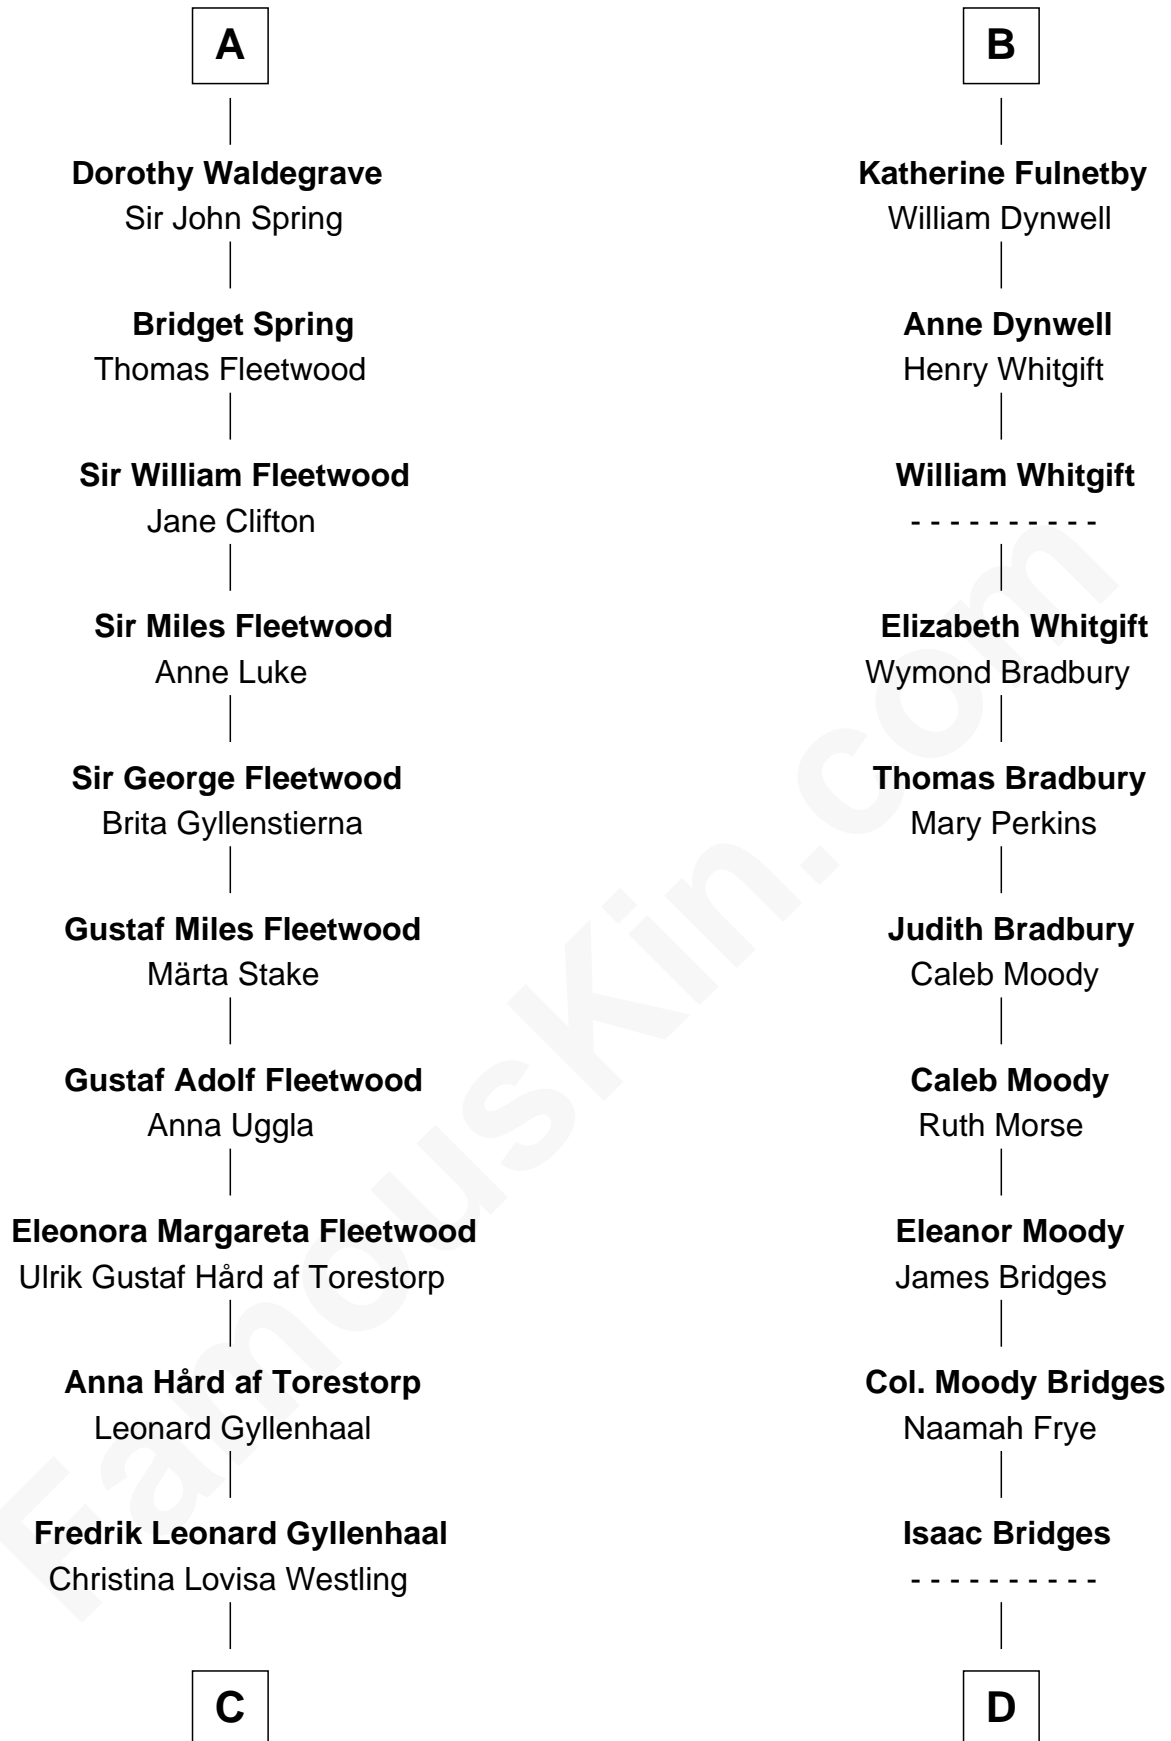 A
Dorothy Waldegrave
Sir John Spring
Bridget Spring
Thomas Fleetwood
Sir William Fleetwood
Jane Clifton
Sir Miles Fleetwood
Anne Luke
Sir George Fleetwood
Brita Gyllenstierna
Gustaf Miles Fleetwood
Märta Stake
Gustaf Adolf Fleetwood
Anna Uggla
Eleonora Margareta Fleetwood
Ulrik Gustaf Hård af Torestorp
Anna Hård af Torestorp
Leonard Gyllenhaal
Fredrik Leonard Gyllenhaal
Christina Lovisa Westling
C
B
Katherine Fulnetby
William Dynwell
Anne Dynwell
Henry Whitgift
William Whitgift
- - - - - - - - - -
Elizabeth Whitgift
Wymond Bradbury
Thomas Bradbury
Mary Perkins
Judith Bradbury
Caleb Moody
Caleb Moody
Ruth Morse
Eleanor Moody
James Bridges
Col. Moody Bridges
Naamah Frye
Isaac Bridges
- - - - - - - - - -
D
FamousKin.com